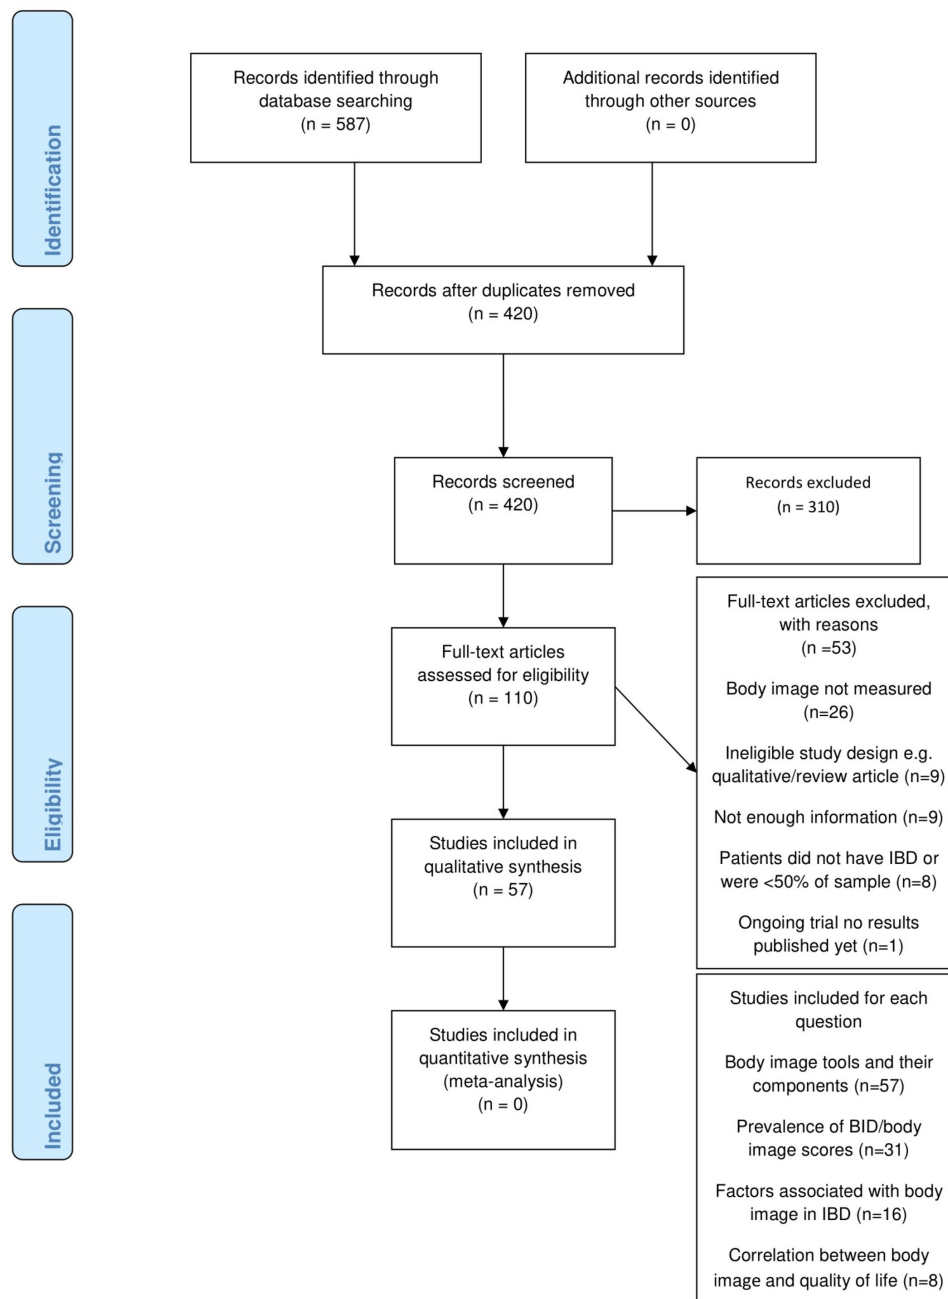 Identification
Records identified through
database searching
(n = 587)
Additional records identified
through other sources
(n = 0)
Records after duplicates removed
(n = 420)
Screening
Records screened
(n = 420)
Records excluded
(n = 310)
Eligibility
Full-text articles
assessed for eligibility
(n = 110)
Full-text articles excluded,
with reasons
(n =53)
Body image not measured
(n=26)
Ineligible study design e.g.
qualitative/review article (n=9)
Not enough information (n=9)
Patients did not have IBD or
were <50% of sample (n=8)
Ongoing trial no results
published yet (n=1)
Studies included in
qualitative synthesis
(n = 57)
Included
Studies included in
quantitative synthesis
(meta-analysis)
(n = 0)
Studies included for each
question
Body image tools and their
components (n=57)
Prevalence of BID/body
image scores (n=31)
Factors associated with body
image in IBD (n=16)
Correlation between body
image and quality of life (n=8)